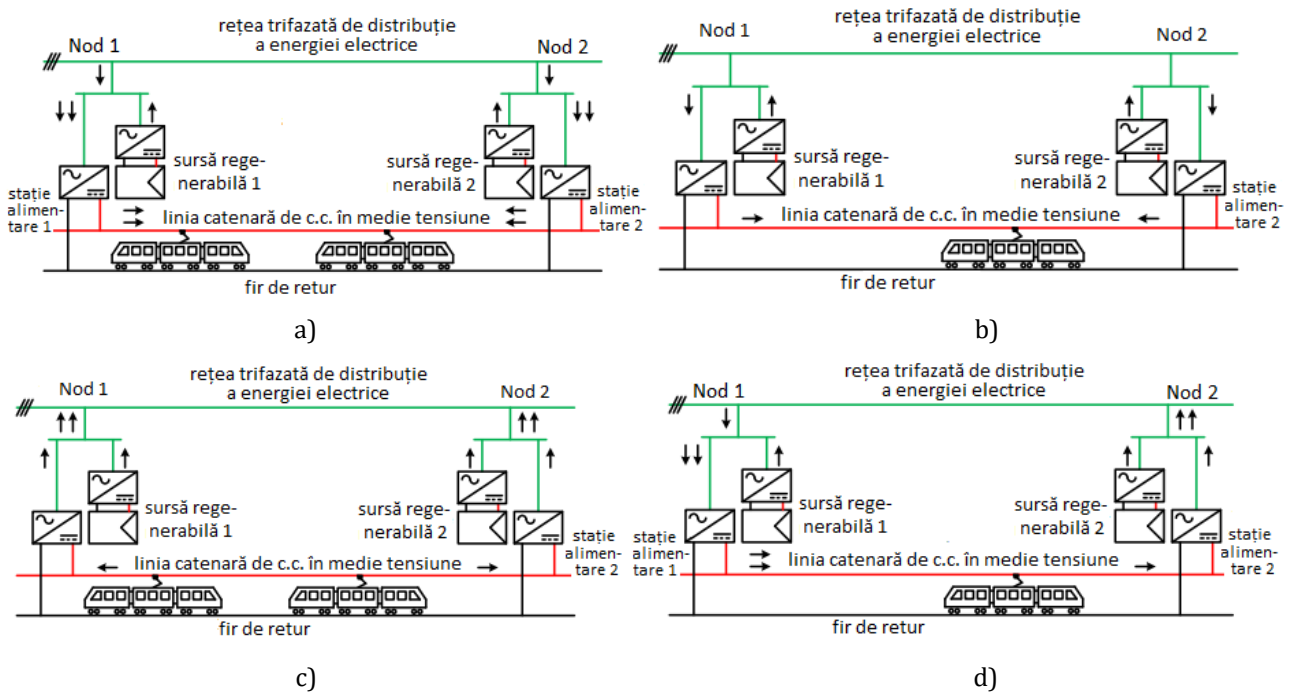 rețea trifazată de distribuție
a energiei electrice
Nod 1
Nod 2
sursă rege-
nerabilă 1
sursă rege-
nerabilă 2
stație
alimen-
tare 1
linia catenară de c.c. în medie tensiune
stație
alimen-
tare 2
fir de retur
a)
rețea trifazată de distribuție
a energiei electrice
Nod 1
Nod 2
sursă rege-
nerabilă 1
sursă rege-
nerabilă 2
linia catenară de c.c. în medie tensiune
stație
alimen-
tare 2
fir de retur
b)
rețea trifazată de distribuție
a energiei electrice
Nod 1
Nod 2
sursă rege-
nerabilă 1
sursă rege-
nerabilă 2
linia catenară de c.c. în medie tensiune
stație
alimen-
tare 2
fir de retur
c)
rețea trifazată de distribuție
a energiei electrice
Nod 1
Nod 2
sursă rege-
nerabilă 1
sursă rege-
nerabilă 2
stație
alimen-
tare 1
linia catenară de c.c. în medie tensiune
stație
alimen-
tare 2
fir de retur
d)